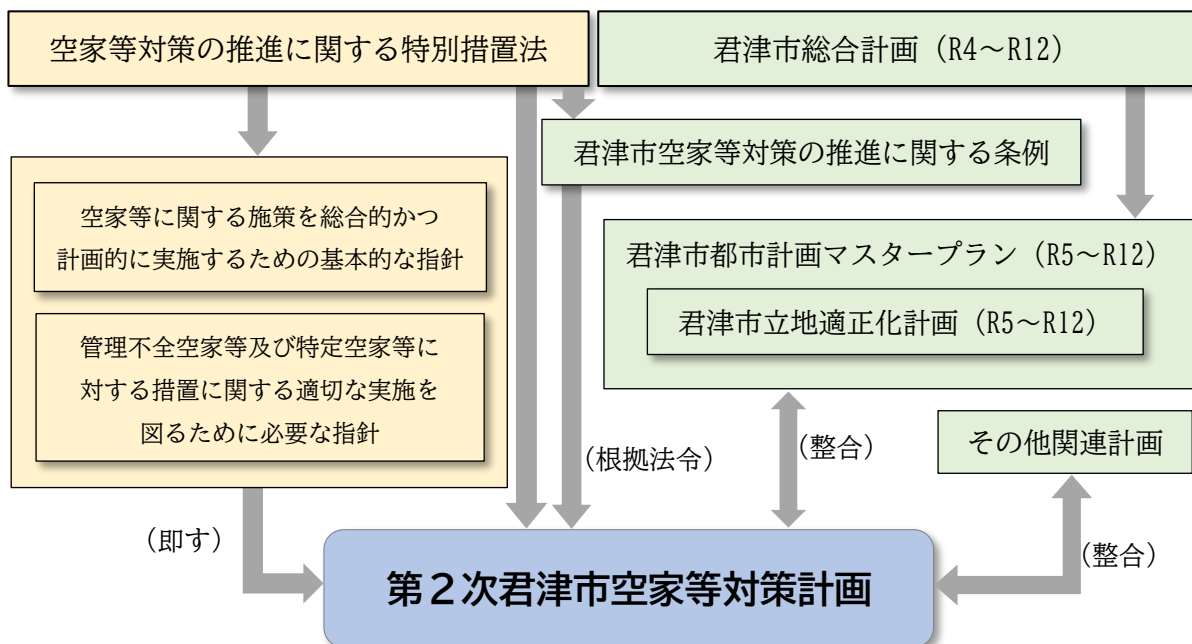 空家等対策の推進に関する特別措置法
君津市総合計画（R4～R12）
君津市空家等対策の推進に関する条例
空家等に関する施策を総合的かつ
計画的に実施するための基本的な指針
管理不全空家等及び特定空家等に
対する措置に関する適切な実施を
図るために必要な指針
君津市都市計画マスタープラン（R5～R12）
君津市立地適正化計画（R5～R12）
その他関連計画
（根拠法令）
（整合）
（即す）
（整合）
第２次君津市空家等対策計画